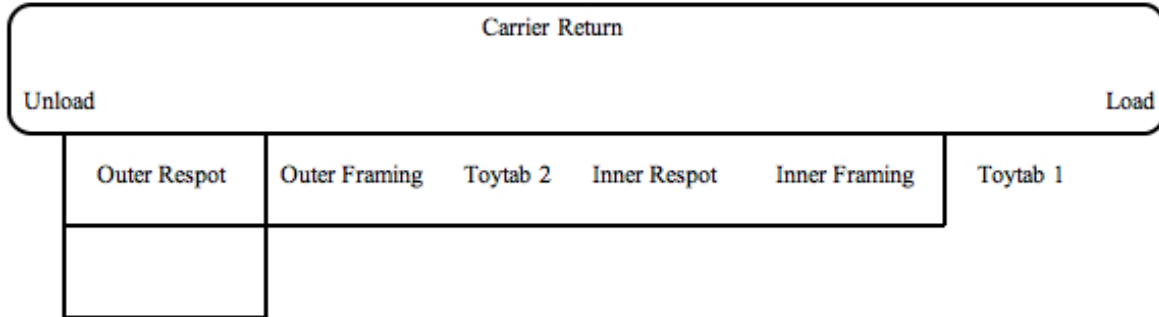 Carrier Return
Unload Load
Outer Respot Outer Framing Toytab 2 Inner Respot Inner Framing Toytab 1